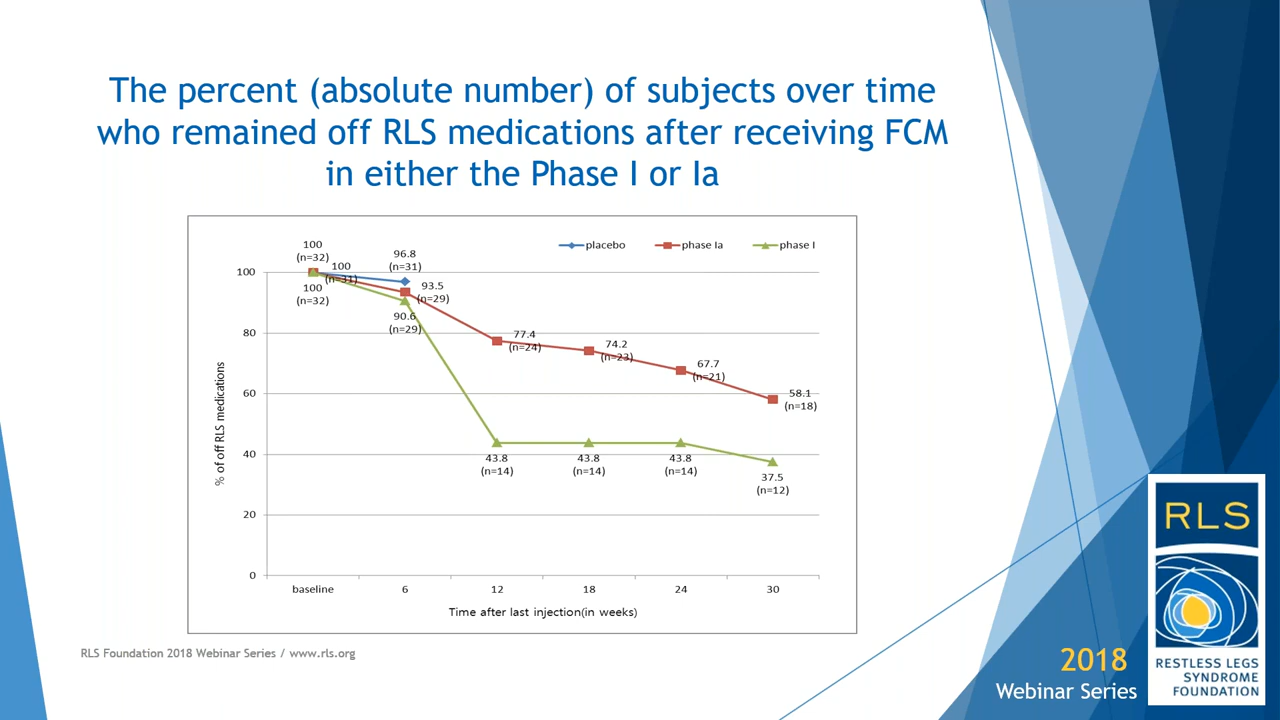 The percent (absolute number) of subjects over time
who remained off RLS medications after receiving FCM
in either the Phase I or Ia
placebo
phase Ia
phase I
100
(n=32)
100
(n=31)
100
(n=32)
96.8
(n=31)
93.5
(n=29)
90.6
(n=29)
77.4
(n=24)
74.2
(n=23)
67.7
(n=21)
58.1
(n=18)
43.8
(n=14)
43.8
(n=14)
43.8
(n=14)
37.5
(n=12)
100
80
60
40
20
0
% of off RLS medications
baseline
6
12
18
24
30
Time after last injection(in weeks)
RLS Foundation 2018 Webinar Series / www.rls.org
2018
Webinar Series
RLS
RESTLESS LEGS
SYNDROME
FOUNDATION